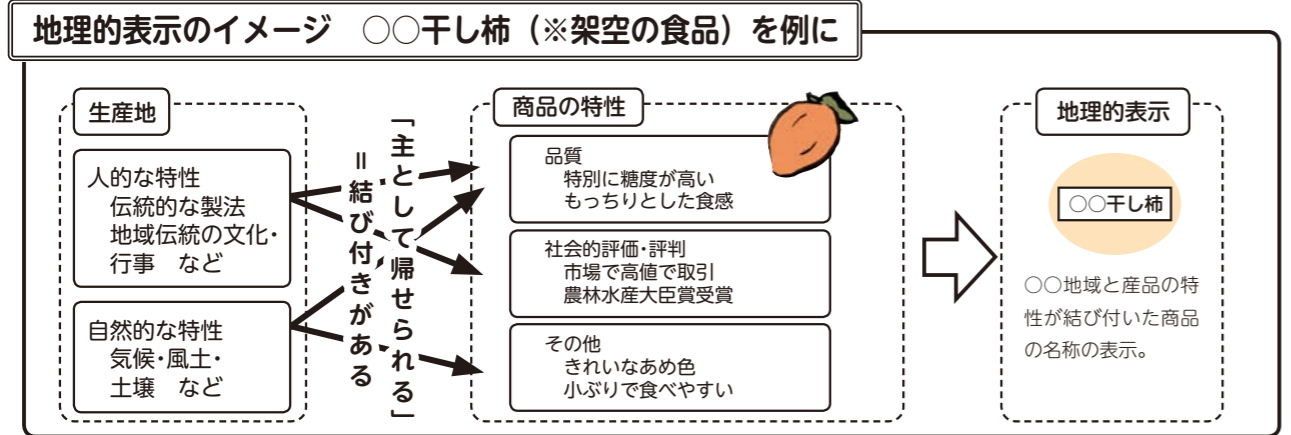 地理的表示のイメージ　○○干し柿（※架空の食品）を例に
生産地
人的な特性
伝統的な製法
地域伝統の文化・
行事　など
自然的な特性
気候・風土・
土壌　など
「主として帰せられる」
＝結び付きがある
商品の特性
品質
特別に糖度が高い
もっちりとした食感
社会的評価・評判
市場で高値で取引
農林水産大臣賞受賞
その他
きれいなあめ色
小ぶりで食べやすい
地理的表示
○○干し柿
○○地域と産品の特
性が結び付いた商品
の名称の表示。